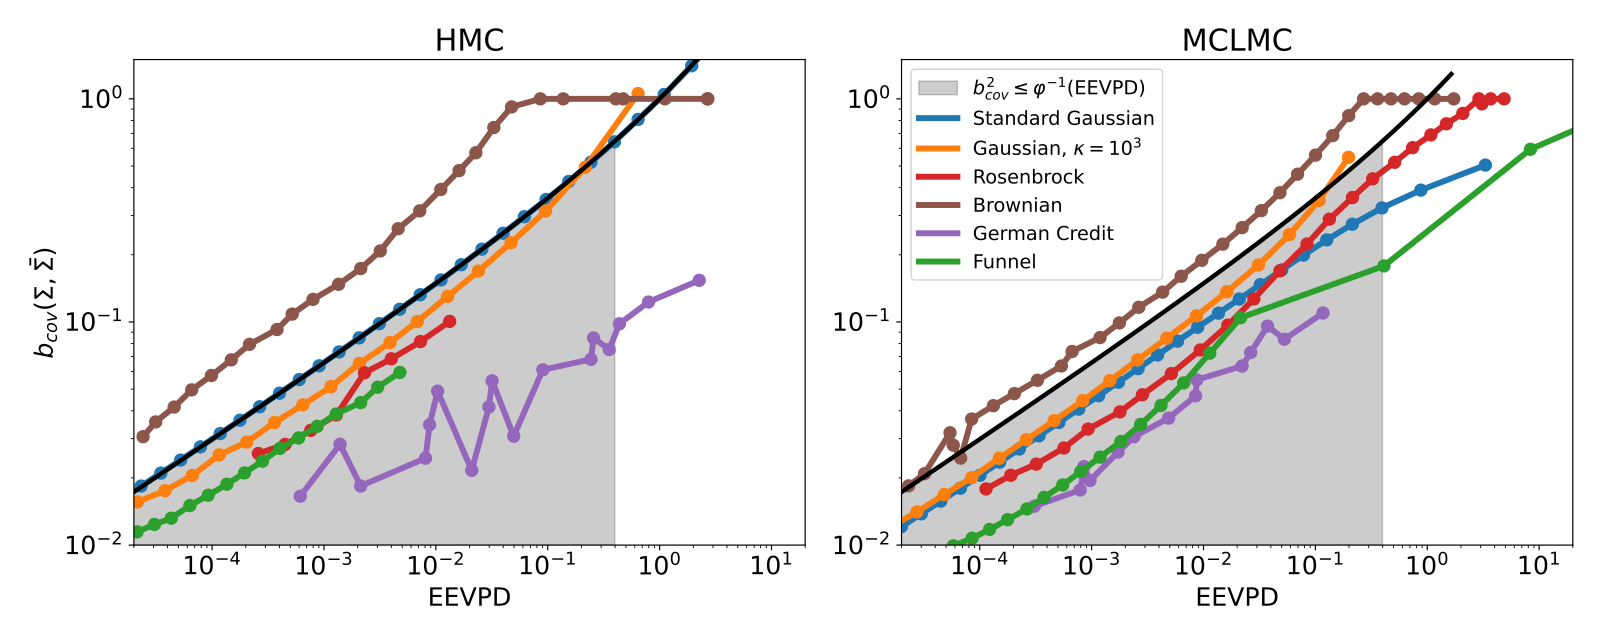 HMC
10⁰
10⁻¹
10⁻²
b_cov(Σ, Σ̄)
10⁻⁴ 10⁻³ 10⁻² 10⁻¹ 10⁰ 10¹
EEVPD
MCLMC
b²_cov ≤ φ⁻¹(EEVPD)
Standard Gaussian
Gaussian, κ = 10³
Rosenbrock
Brownian
German Credit
Funnel
10⁰
10⁻¹
10⁻²
10⁻⁴ 10⁻³ 10⁻² 10⁻¹ 10⁰ 10¹
EEVPD